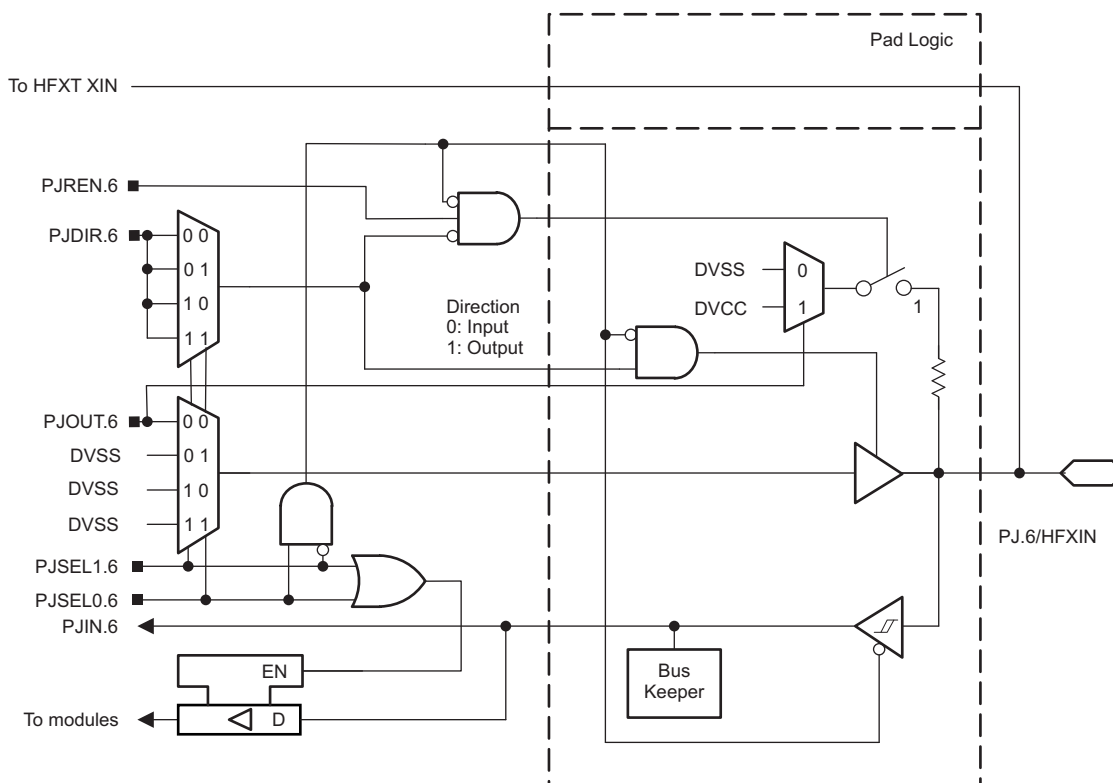 Pad Logic
To HFXT XIN
PJREN.6
PJDIR.6
0 0
0 1
1 0
1 1
DVSS
DVCC
0
1
1
Direction
0: Input
1: Output
PJOUT.6
DVSS
DVSS
DVSS
0 0
0 1
1 0
1 1
PJ.6/HFXIN
PJSEL1.6
PJSEL0.6
PJIN.6
Bus
Keeper
EN
D
To modules